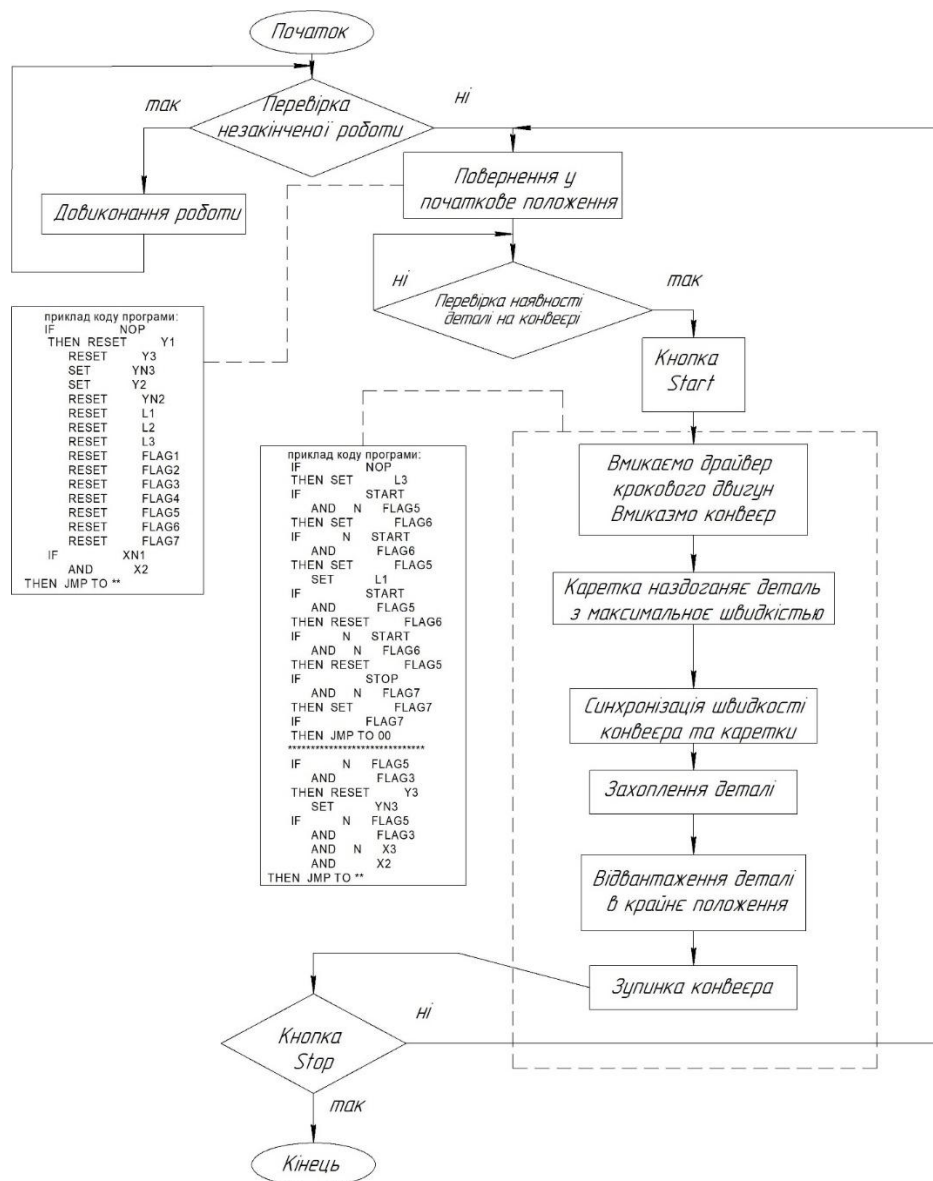 Початок
Перевірка
незакінченої роботи
так
ні
Довиконання роботи
Повернення у
початкове положення
Перевірка наявності
деталі на конвеєрі
ні
так
Кнопка
Start
приклад коду програми:
IF NOP
THEN RESET Y1
RESET Y3
SET YN3
SET Y2
RESET YN2
RESET L1
RESET L2
RESET L3
RESET FLAG1
RESET FLAG2
RESET FLAG3
RESET FLAG4
RESET FLAG5
RESET FLAG6
RESET FLAG7
IF XN1
AND X2
THEN JMP TO **
приклад коду програми:
IF NOP
THEN SET L3
IF START
AND N FLAG5
THEN SET FLAG6
IF N START
AND FLAG6
THEN SET FLAG5
SET L1
IF START
AND FLAG5
THEN RESET FLAG6
IF N START
AND N FLAG6
THEN RESET FLAG5
IF STOP
AND N FLAG7
THEN SET FLAG7
IF FLAG7
THEN JMP TO 00
******************************
IF N FLAG5
AND FLAG3
THEN RESET Y3
SET YN3
IF N FLAG5
AND FLAG3
AND N X3
AND X2
THEN JMP TO **
Вмикаємо драйвер
крокового двигун
Вмиказмо конвеєр
Каретка наздоганяє деталь
з максимальноє швидкістью
Синхронізація швидкості
конвеєра та каретки
Захоплення деталі
Відвантаження деталі
в крайнє положення
Зупинка конвеєра
Кнопка
Stop
ні
так
Кінець